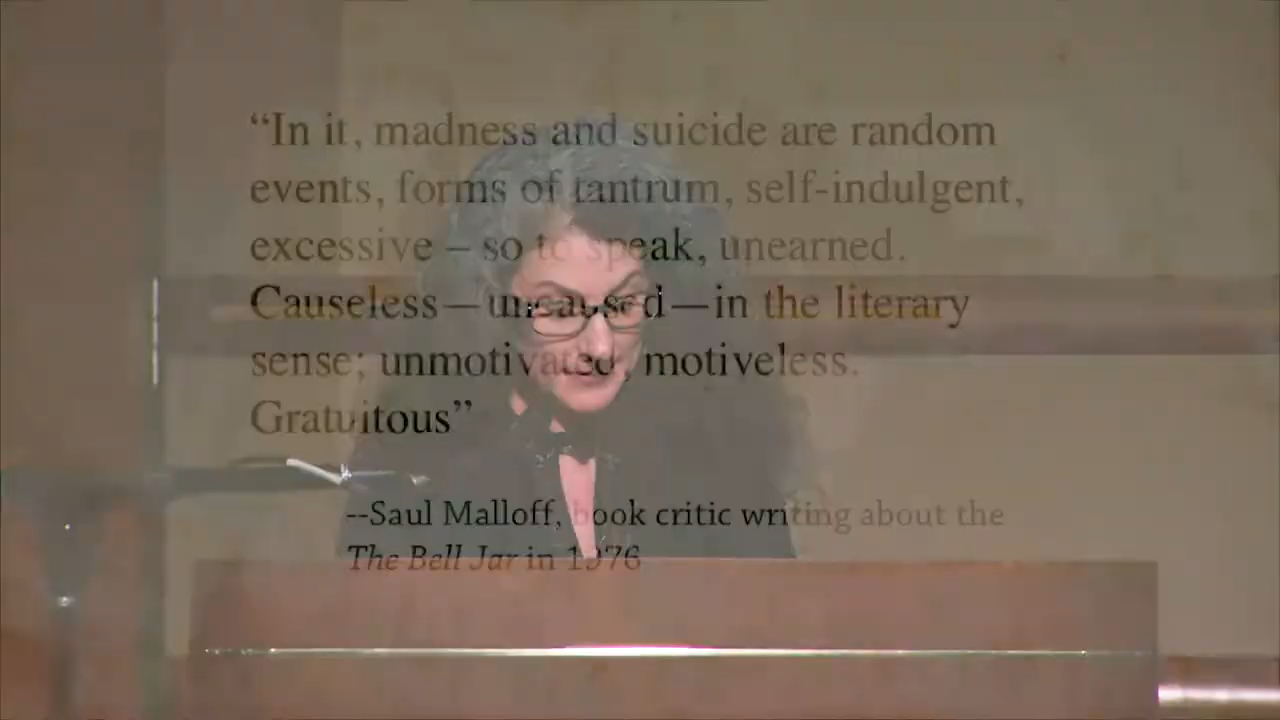 “In it, madness and suicide are random
events, forms of tantrum, self-indulgent,
excessive – so to speak, unearned.
Causeless—uncaused—in the literary
sense; unmotivated, motiveless.
Gratuitous”
--Saul Malloff, book critic writing about the
The Bell Jar in 1976